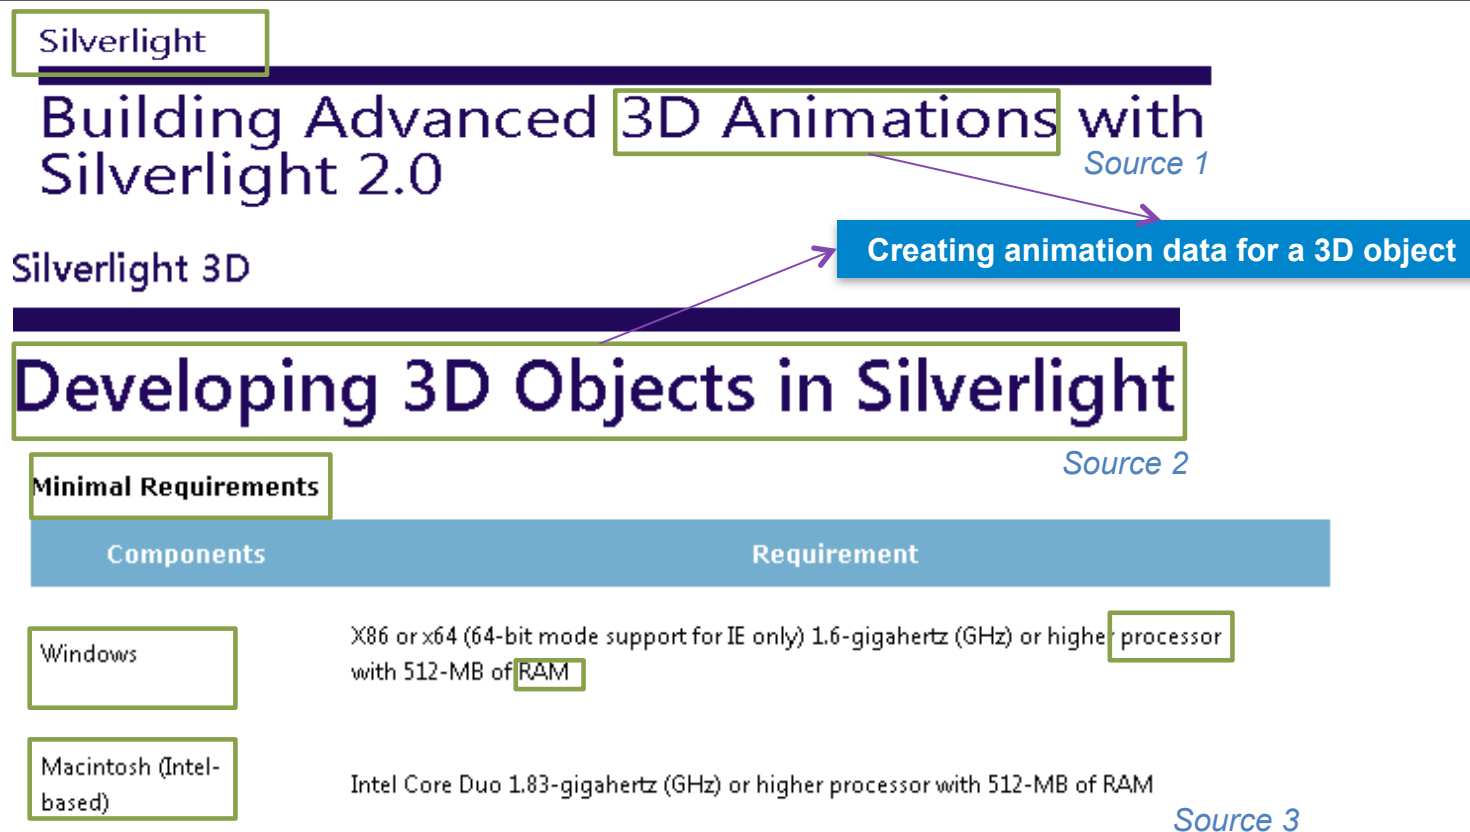 Silverlight
Building Advanced 3D Animations with
Silverlight 2.0
Source 1
Creating animation data for a 3D object
Silverlight 3D
Developing 3D Objects in Silverlight
Source 2
Minimal Requirements
Components Requirement
Windows
X86 or x64 (64-bit mode support for IE only) 1.6-gigahertz (GHz) or higher processor
with 512-MB of RAM
Macintosh (Intel-
based)
Intel Core Duo 1.83-gigahertz (GHz) or higher processor with 512-MB of RAM
Source 3